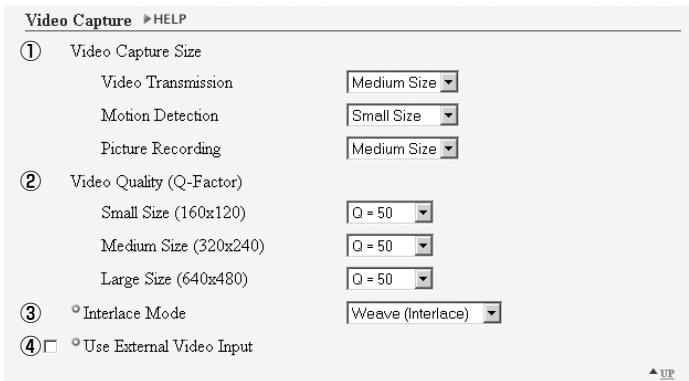 Video Capture ▶HELP
① Video Capture Size
Video Transmission Medium Size
Motion Detection Small Size
Picture Recording Medium Size
② Video Quality (Q-Factor)
Small Size (160x120) Q = 50
Medium Size (320x240) Q = 50
Large Size (640x480) Q = 50
③ Interlace Mode Weave (Interlace)
④ Use External Video Input
▲UP